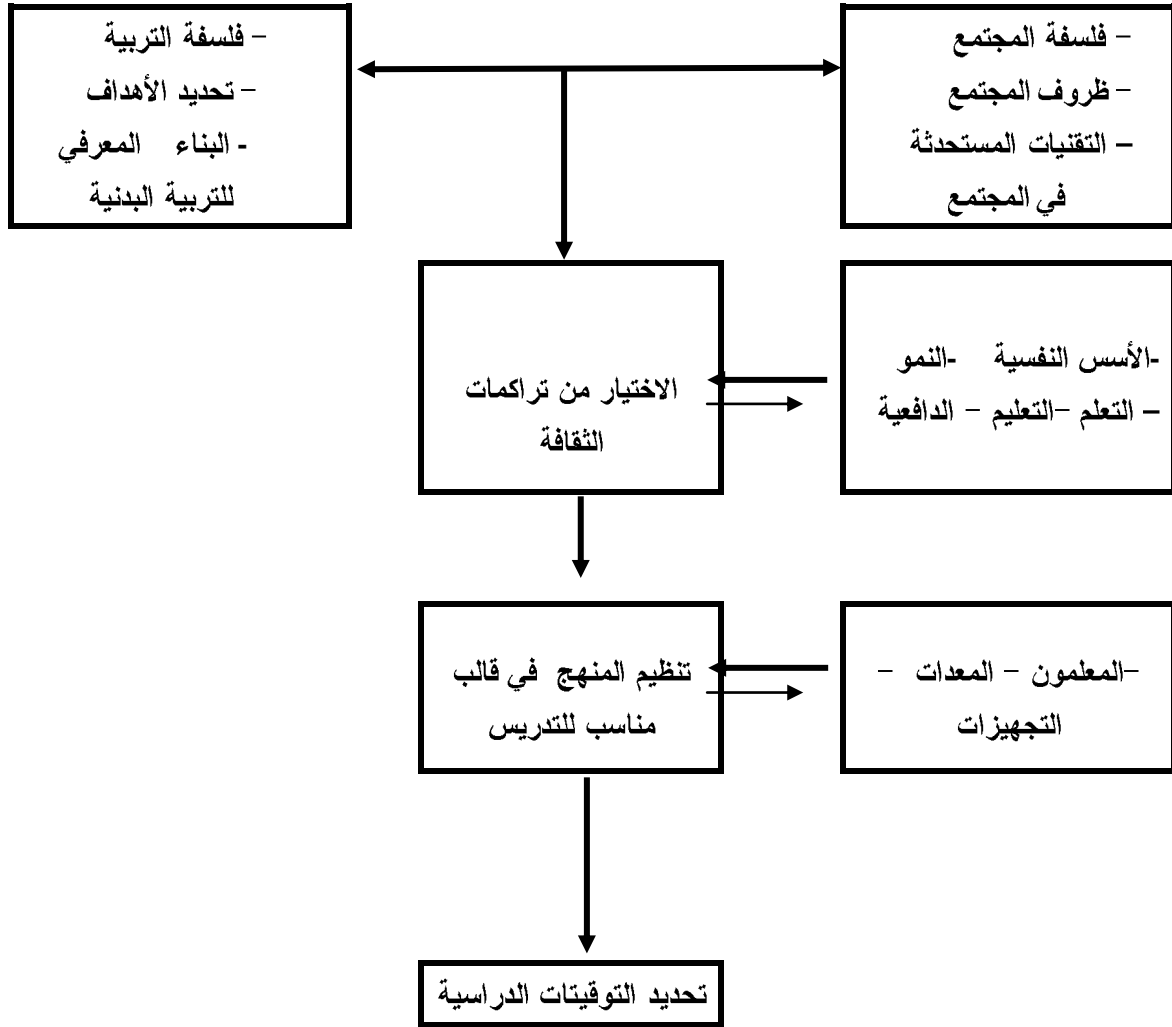 – فلسفة المجتمع
– ظروف المجتمع
– التقنيات المستحدثة
في المجتمع
– فلسفة التربية
– تحديد الأهداف
- البناء المعرفي
للتربية البدنية
-الأسس النفسية -النمو
– التعلم –التعليم – الدافعية
الاختيار من تراكمات
الثقافة
–المعلمون – المعدات –
التجهيزات
تنظيم المنهج في قالب
مناسب للتدريس
تحديد التوقيتات الدراسية